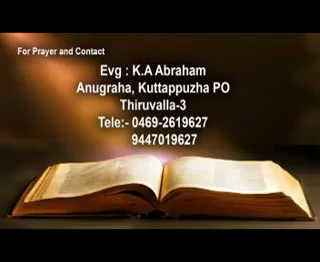 For Prayer and Contact
Evg : K.A Abraham
Anugraha, Kuttappuzha PO
Thiruvalla-3
Tele:- 0469-2619627
9447019627